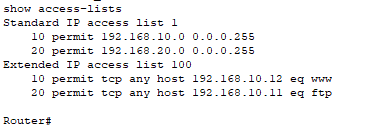 show access-lists
Standard IP access list 1
    10 permit 192.168.10.0 0.0.0.255
    20 permit 192.168.20.0 0.0.0.255
Extended IP access list 100
    10 permit tcp any host 192.168.10.12 eq www
    20 permit tcp any host 192.168.10.11 eq ftp
Router#